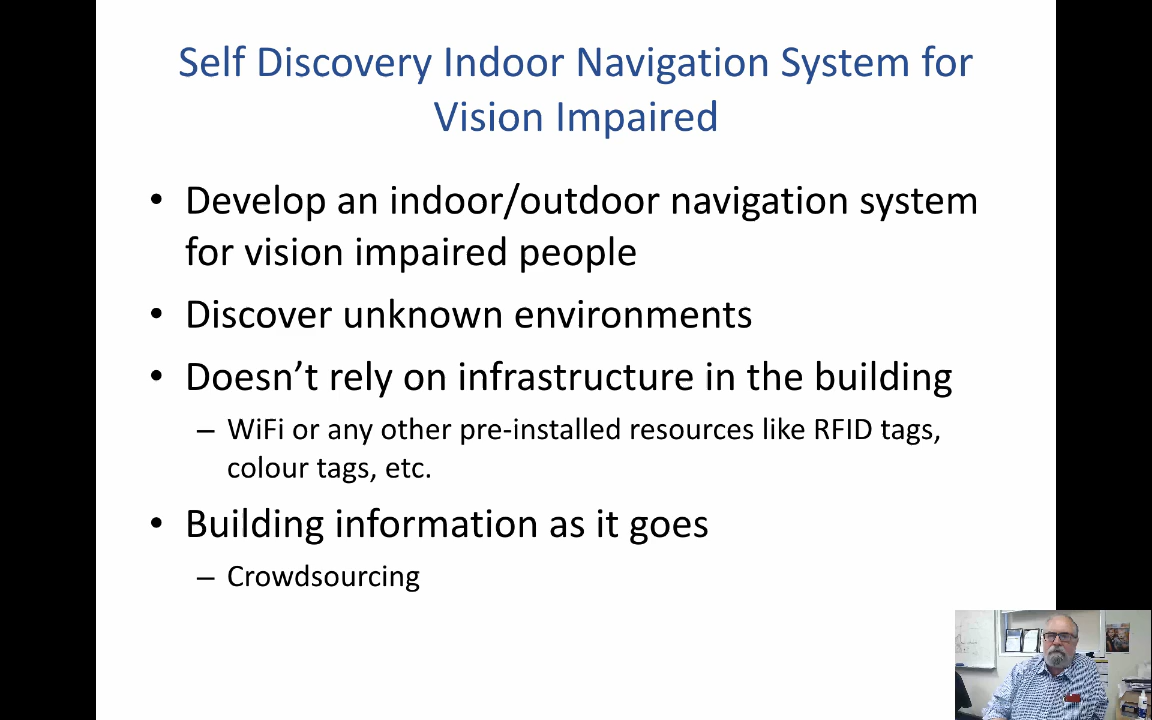 Self Discovery Indoor Navigation System for
Vision Impaired
• Develop an indoor/outdoor navigation system
for vision impaired people
• Discover unknown environments
• Doesn’t rely on infrastructure in the building
– WiFi or any other pre-installed resources like RFID tags,
colour tags, etc.
• Building information as it goes
– Crowdsourcing